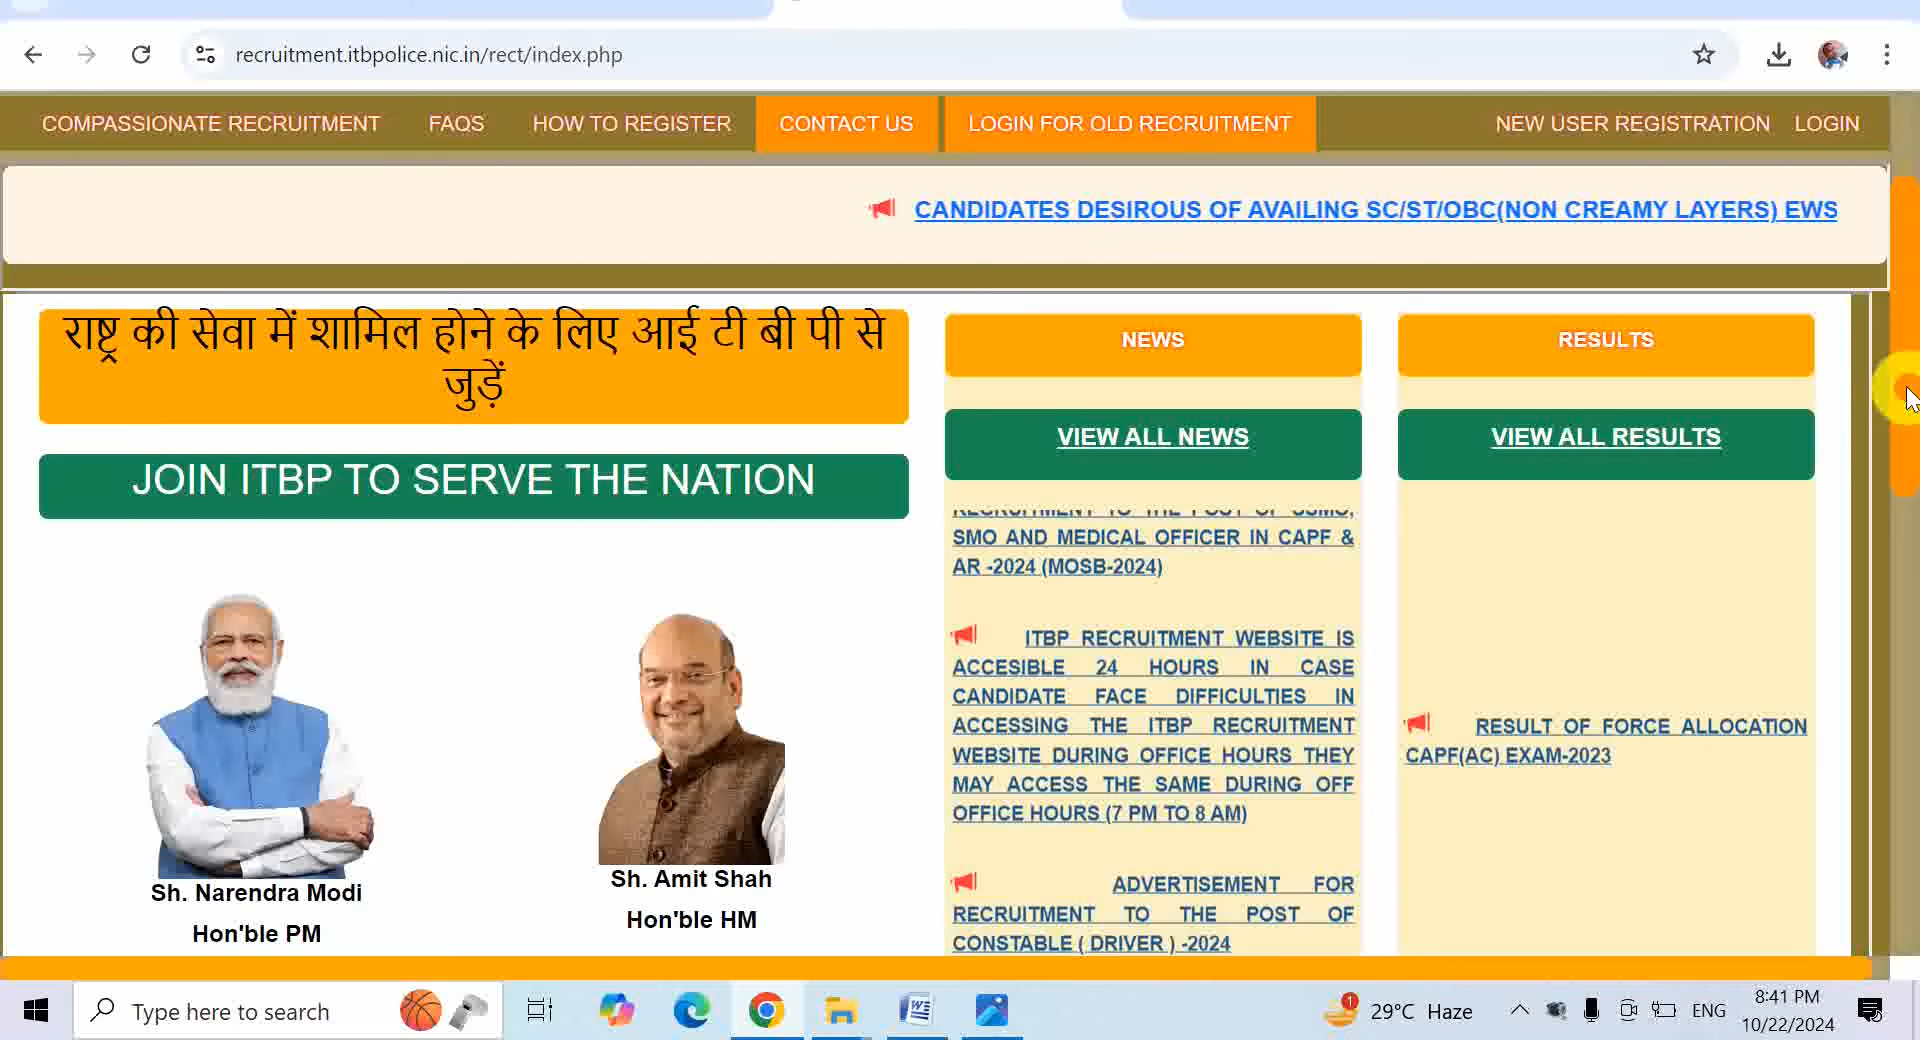 recruitment.itbpolice.nic.in/rect/index.php
COMPASSIONATE RECRUITMENT FAQS HOW TO REGISTER CONTACT US LOGIN FOR OLD RECRUITMENT NEW USER REGISTRATION LOGIN
CANDIDATES DESIROUS OF AVAILING SC/ST/OBC(NON CREAMY LAYERS) EWS
राष्ट्र की सेवा में शामिल होने के लिए आई टी बी पी से
जुड़ें
JOIN ITBP TO SERVE THE NATION
Sh. Narendra Modi
Hon'ble PM
Sh. Amit Shah
Hon'ble HM
NEWS
VIEW ALL NEWS
RECRUITMENT TO THE POST OF SSMO,
SMO AND MEDICAL OFFICER IN CAPF &
AR -2024 (MOSB-2024)
ITBP RECRUITMENT WEBSITE IS
ACCESIBLE 24 HOURS IN CASE
CANDIDATE FACE DIFFICULTIES IN
ACCESSING THE ITBP RECRUITMENT
WEBSITE DURING OFFICE HOURS THEY
MAY ACCESS THE SAME DURING OFF
OFFICE HOURS (7 PM TO 8 AM)
ADVERTISEMENT FOR
RECRUITMENT TO THE POST OF
CONSTABLE ( DRIVER ) -2024
RESULTS
VIEW ALL RESULTS
RESULT OF FORCE ALLOCATION
CAPF(AC) EXAM-2023
Type here to search
1
29°C Haze
ENG
8:41 PM
10/22/2024